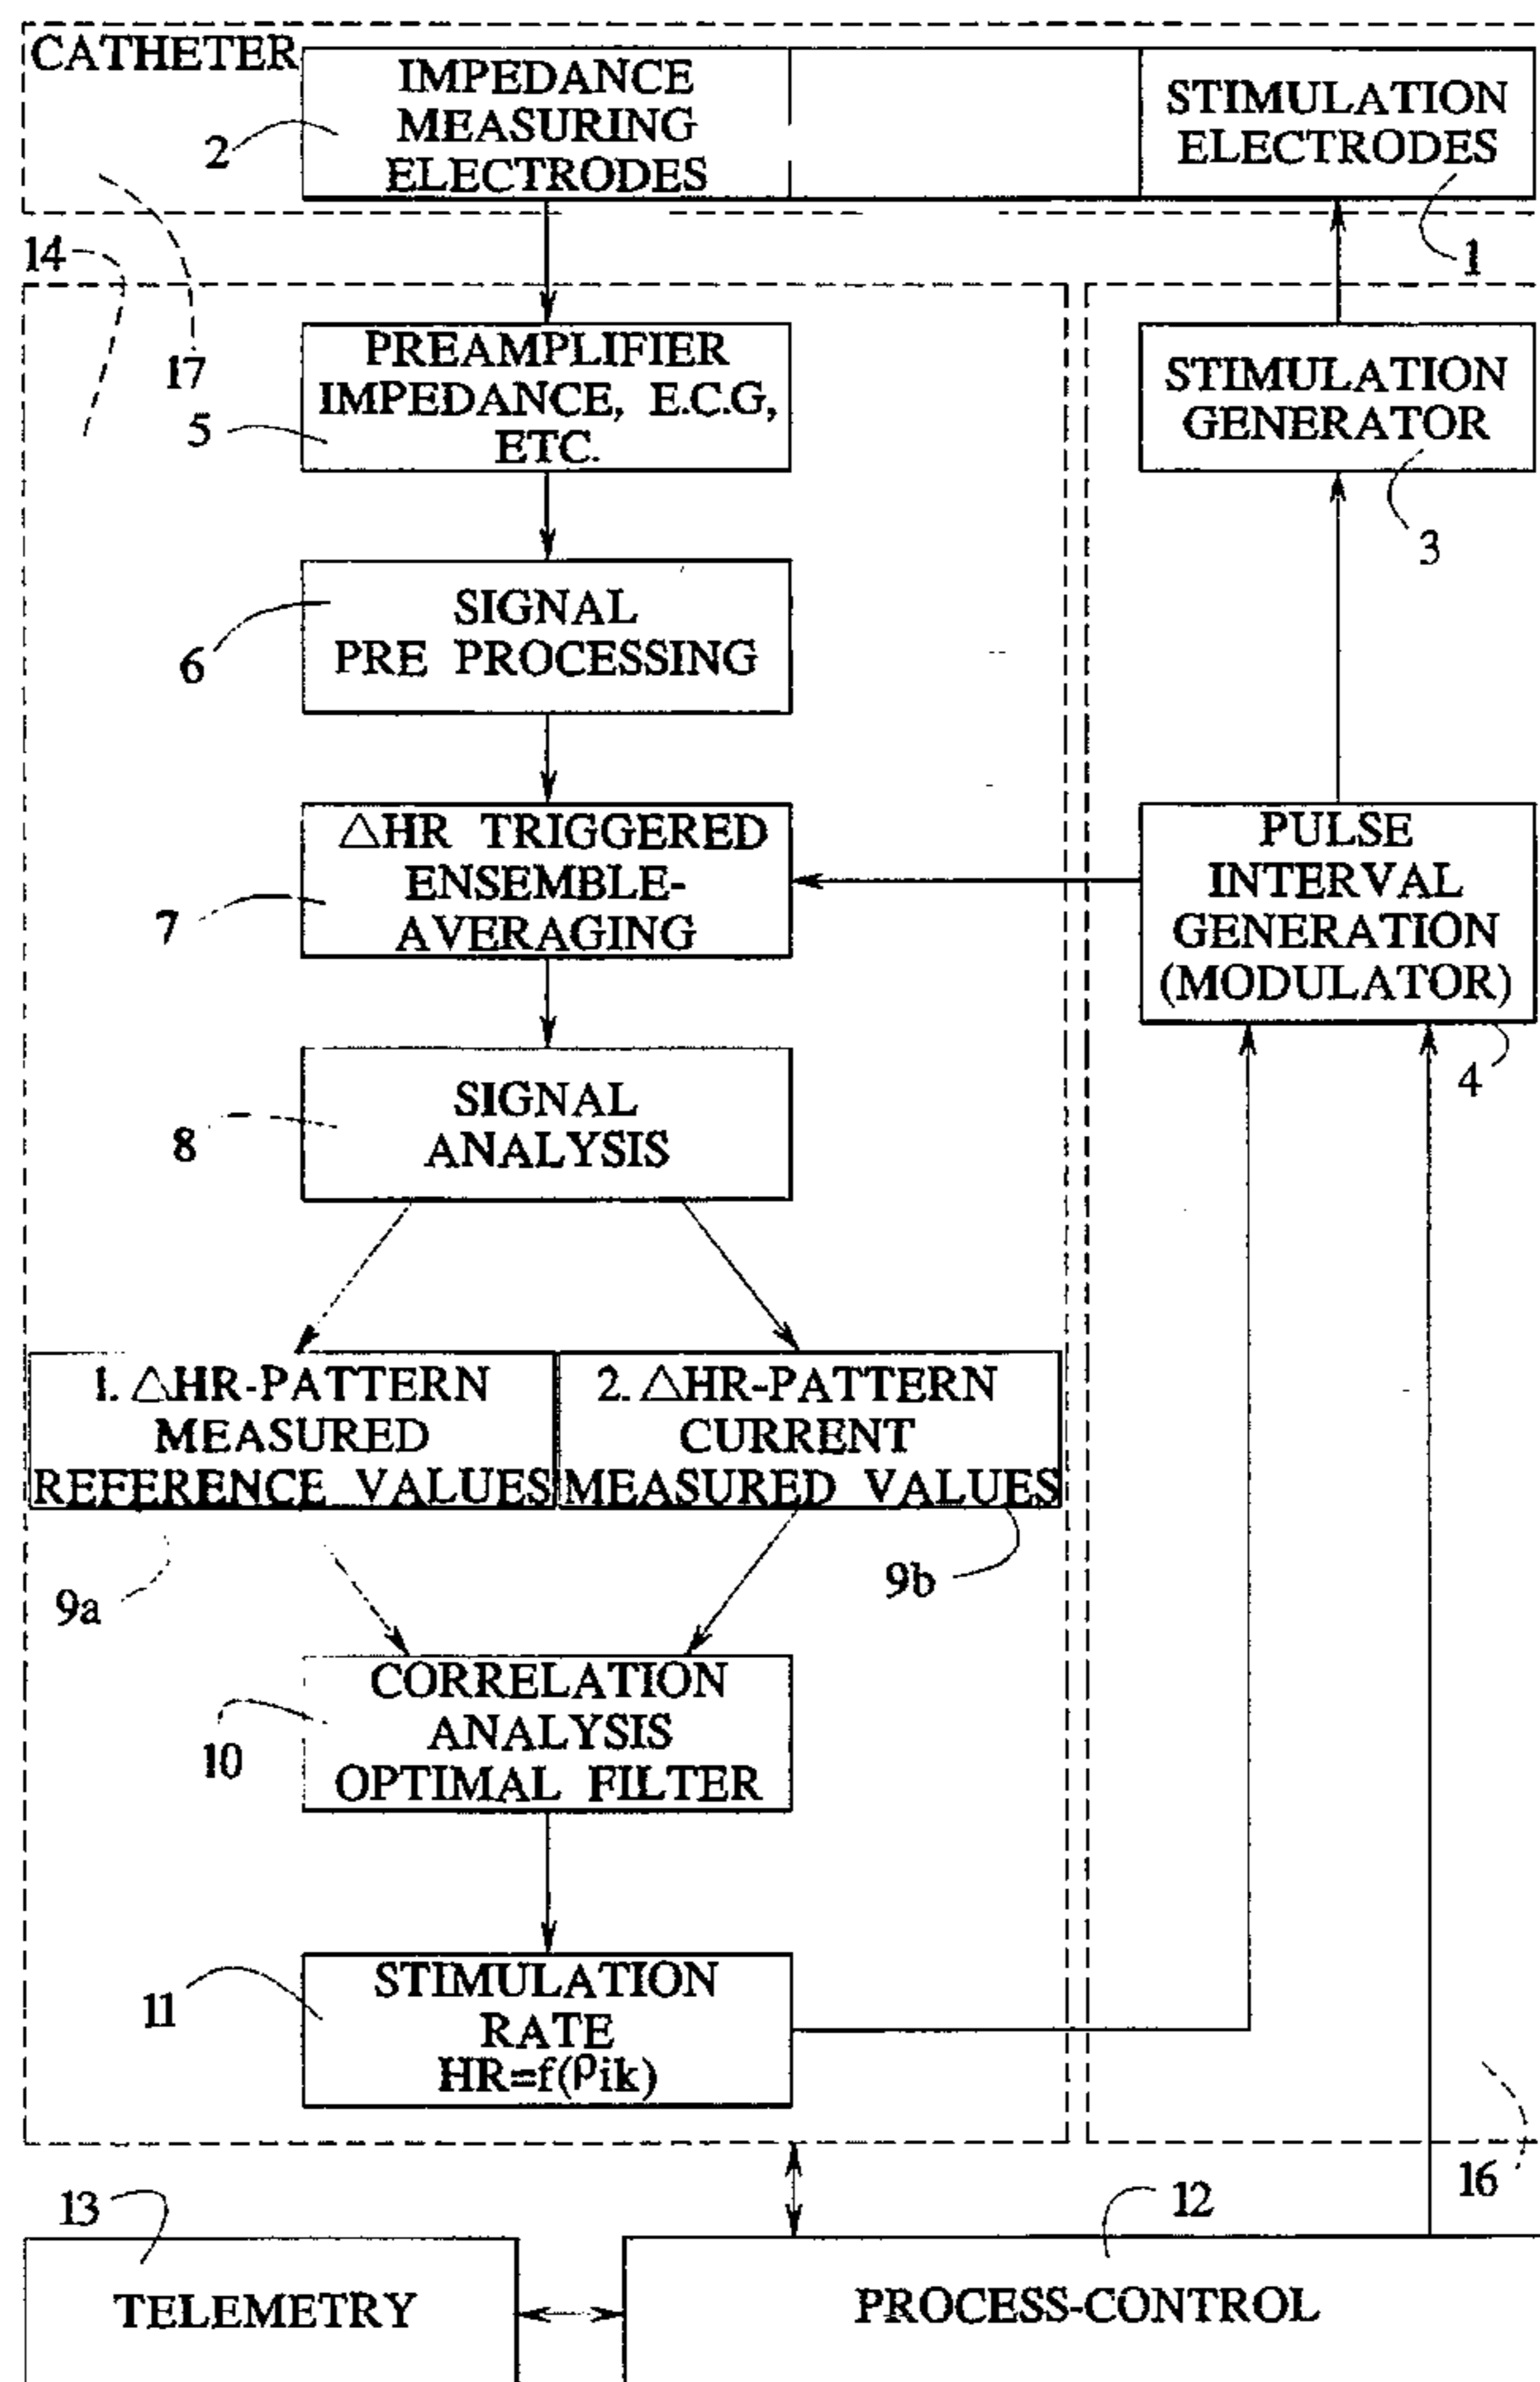 CATHETER
IMPEDANCE
MEASURING
ELECTRODES
2
STIMULATION
ELECTRODES
1
14
17
PREAMPLIFIER
IMPEDANCE, E.C.G,
ETC.
5
STIMULATION
GENERATOR
3
SIGNAL
PRE PROCESSING
6
△HR TRIGGERED
ENSEMBLE-
AVERAGING
7
PULSE
INTERVAL
GENERATION
(MODULATOR)
4
SIGNAL
ANALYSIS
8
1. △HR-PATTERN
MEASURED
REFERENCE VALUES
9a
2. △HR-PATTERN
CURRENT
MEASURED VALUES
9b
CORRELATION
ANALYSIS
OPTIMAL FILTER
10
STIMULATION
RATE
HR=f(ρik)
11
16
13
TELEMETRY
12
PROCESS-CONTROL